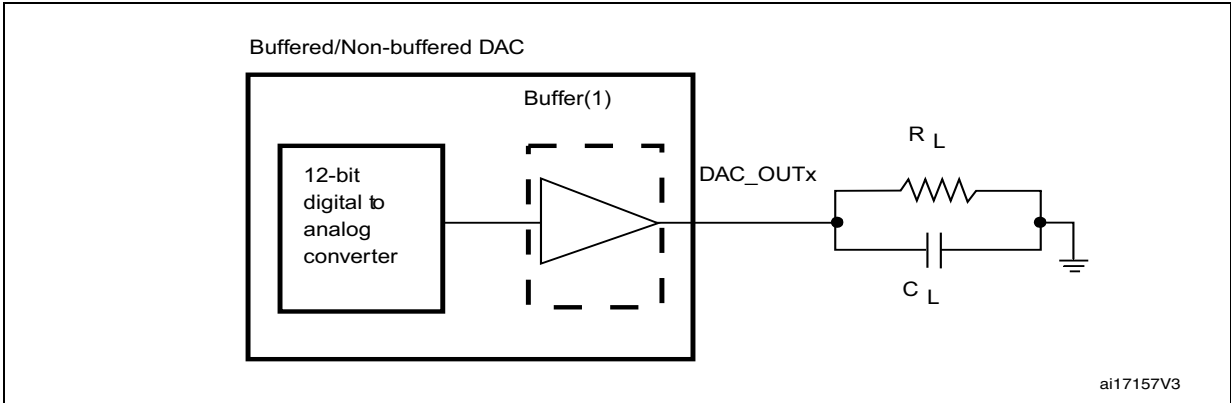 Buffered/Non-buffered DAC
Buffer(1)
12-bit
digital to
analog
converter
DAC_OUTx
R L
C L
ai17157V3